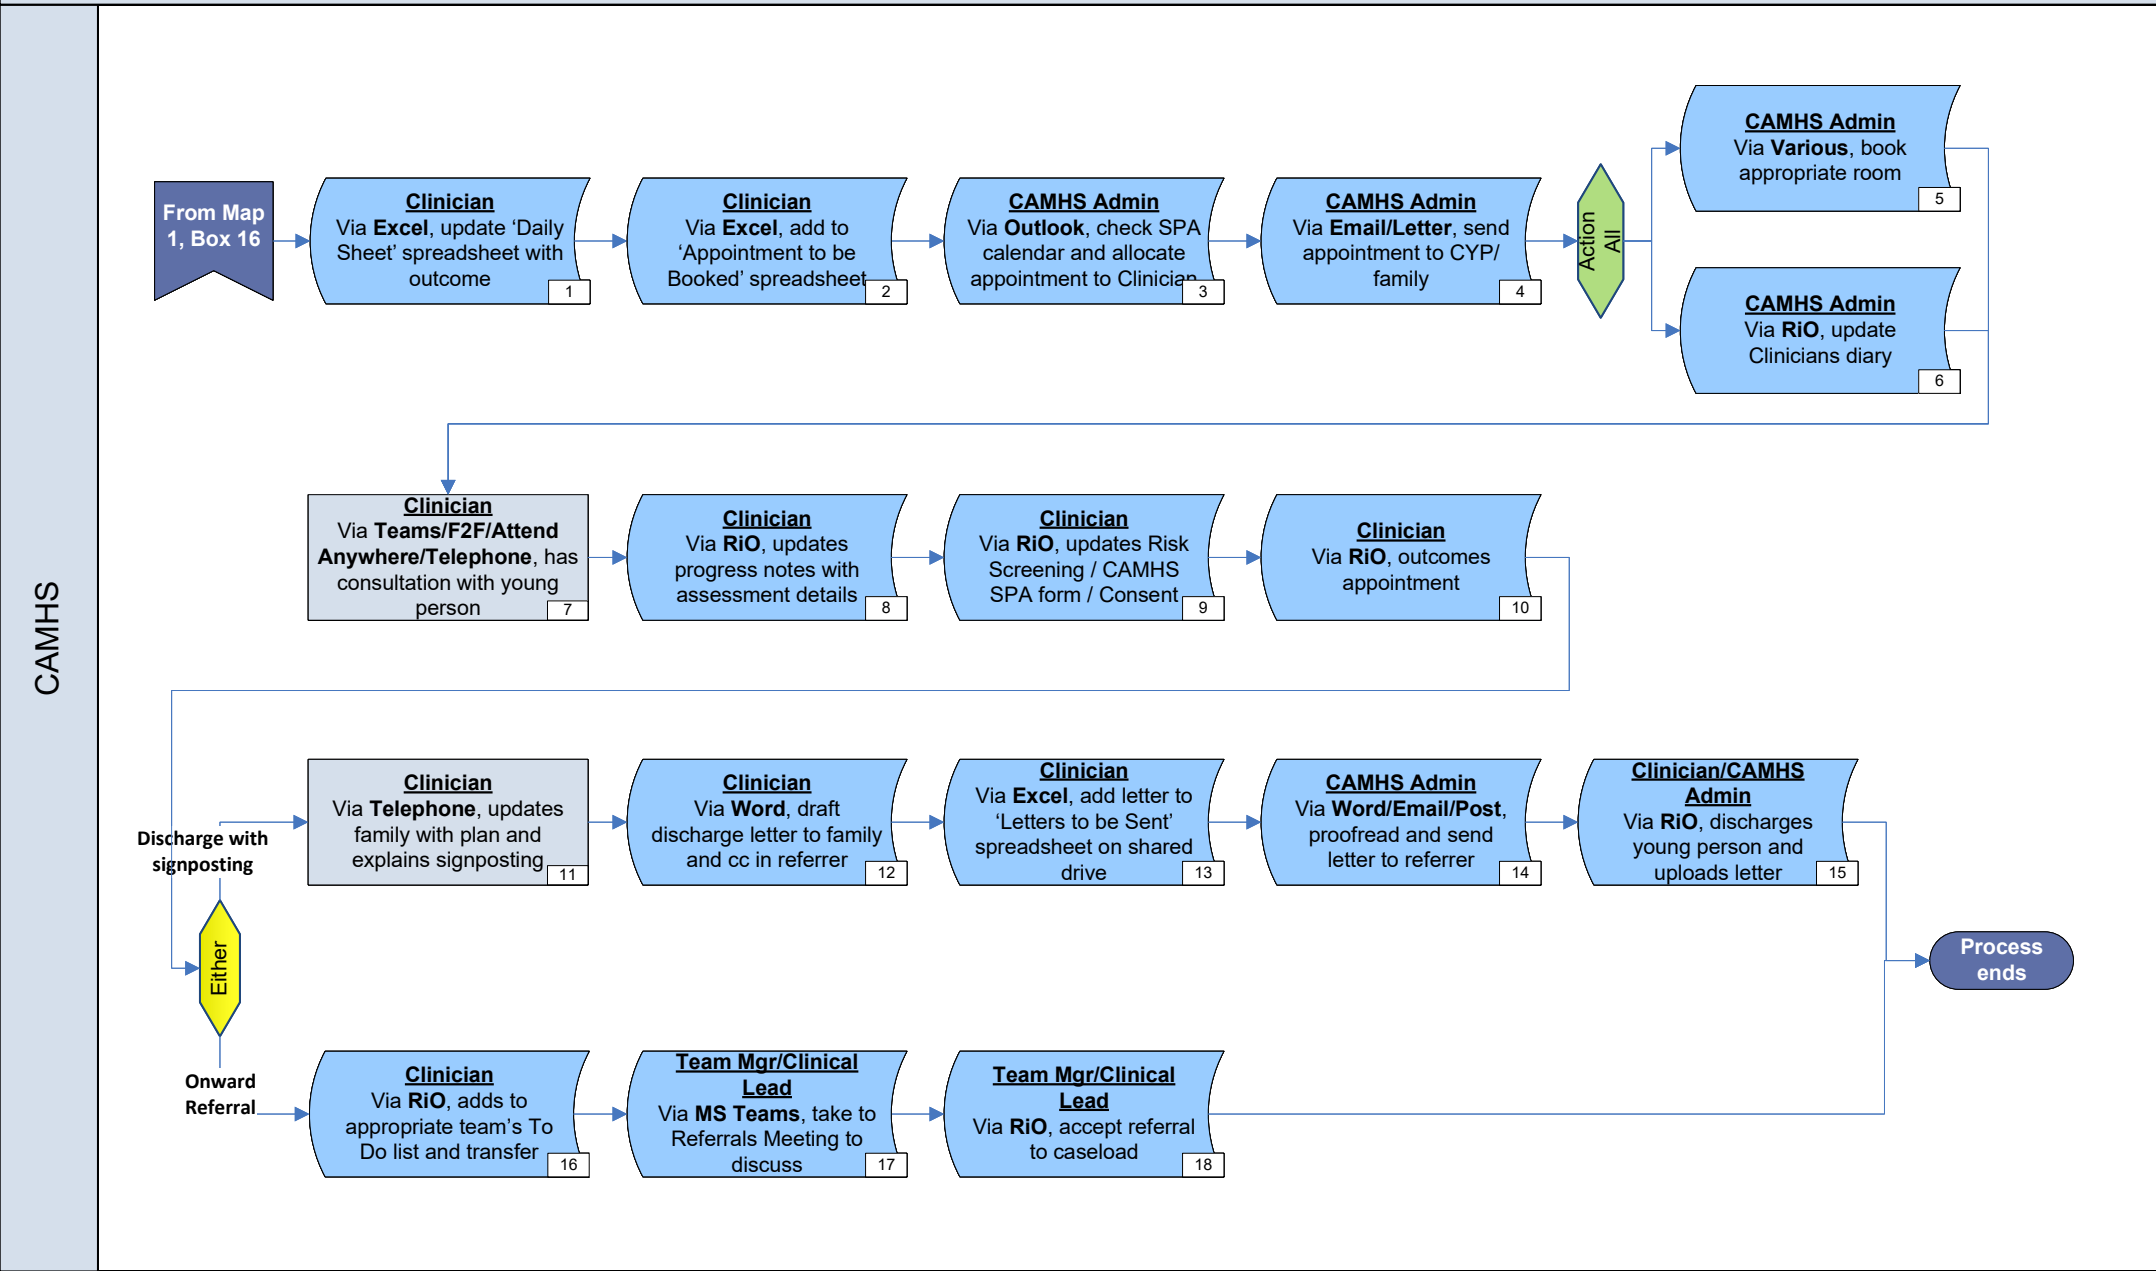 CAMHS
From Map
1, Box 16
Clinician
Via Excel, update ‘Daily
Sheet’ spreadsheet with
outcome
1
Clinician
Via Excel, add to
‘Appointment to be
Booked’ spreadsheet
2
CAMHS Admin
Via Outlook, check SPA
calendar and allocate
appointment to Clinician
3
CAMHS Admin
Via Email/Letter, send
appointment to CYP/
family
4
Action
All
CAMHS Admin
Via Various, book
appropriate room
5
CAMHS Admin
Via RiO, update
Clinicians diary
6
Clinician
Via Teams/F2F/Attend
Anywhere/Telephone, has
consultation with young
person
7
Clinician
Via RiO, updates
progress notes with
assessment details
8
Clinician
Via RiO, updates Risk
Screening / CAMHS
SPA form / Consent
9
Clinician
Via RiO, outcomes
appointment
10
Either
Discharge with
signposting
Clinician
Via Telephone, updates
family with plan and
explains signposting
11
Clinician
Via Word, draft
discharge letter to family
and cc in referrer
12
Clinician
Via Excel, add letter to
‘Letters to be Sent’
spreadsheet on shared
drive
13
CAMHS Admin
Via Word/Email/Post,
proofread and send
letter to referrer
14
Clinician/CAMHS
Admin
Via RiO, discharges
young person and
uploads letter
15
Onward
Referral
Clinician
Via RiO, adds to
appropriate team’s To
Do list and transfer
16
Team Mgr/Clinical
Lead
Via MS Teams, take to
Referrals Meeting to
discuss
17
Team Mgr/Clinical
Lead
Via RiO, accept referral
to caseload
18
Process
ends